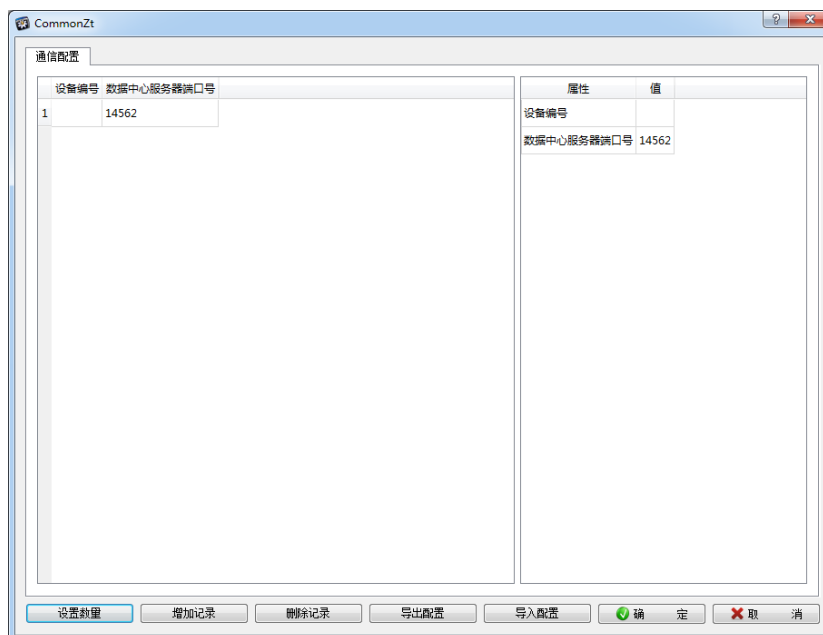 CommonZt
通信配置
设备编号 数据中心服务器端口号
1 14562
属性 值
设备编号
数据中心服务器端口号 14562
设置数量 增加记录 删除记录 导出配置 导入配置 确 定 取 消